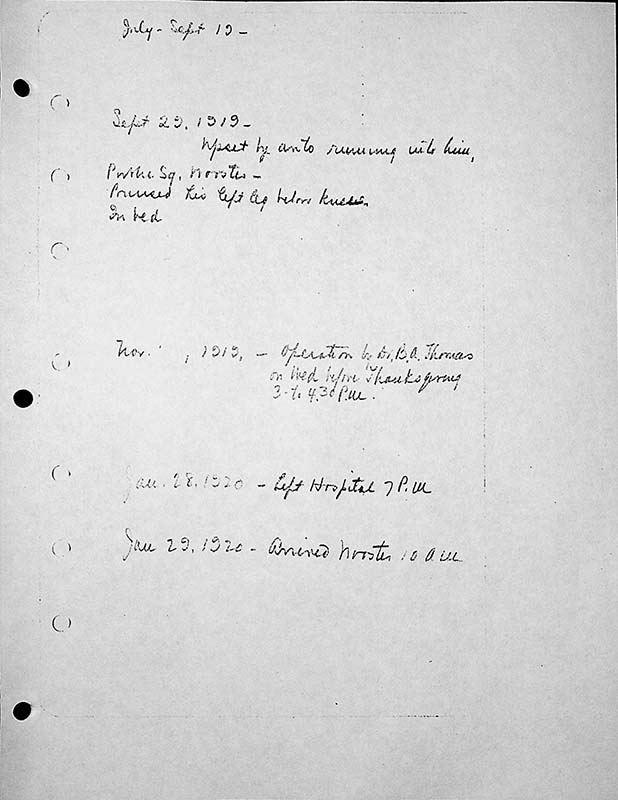 July - Sept 19 -
Sept 29, 1919 -
Upset by auto running into him,
Public Sq. Wooster -
Bruised his left leg below knee.
In bed
Nov. , 1919, - Operation by Dr. B.A. Thomas
on Wed before Thanksgiving
3 - to 4.30 P.M.
Jan. 28, 1920 - Left Hospital 7 P.M
Jan 29, 1920 - Arrived Wooster 10 A M